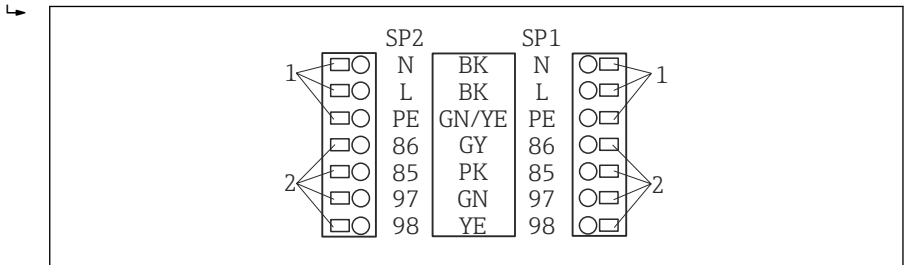 SP2 SP1
1 N BK N 1
L BK L
PE GN/YE PE
86 GY 86
2 85 PK 85 2
97 GN 97
98 YE 98